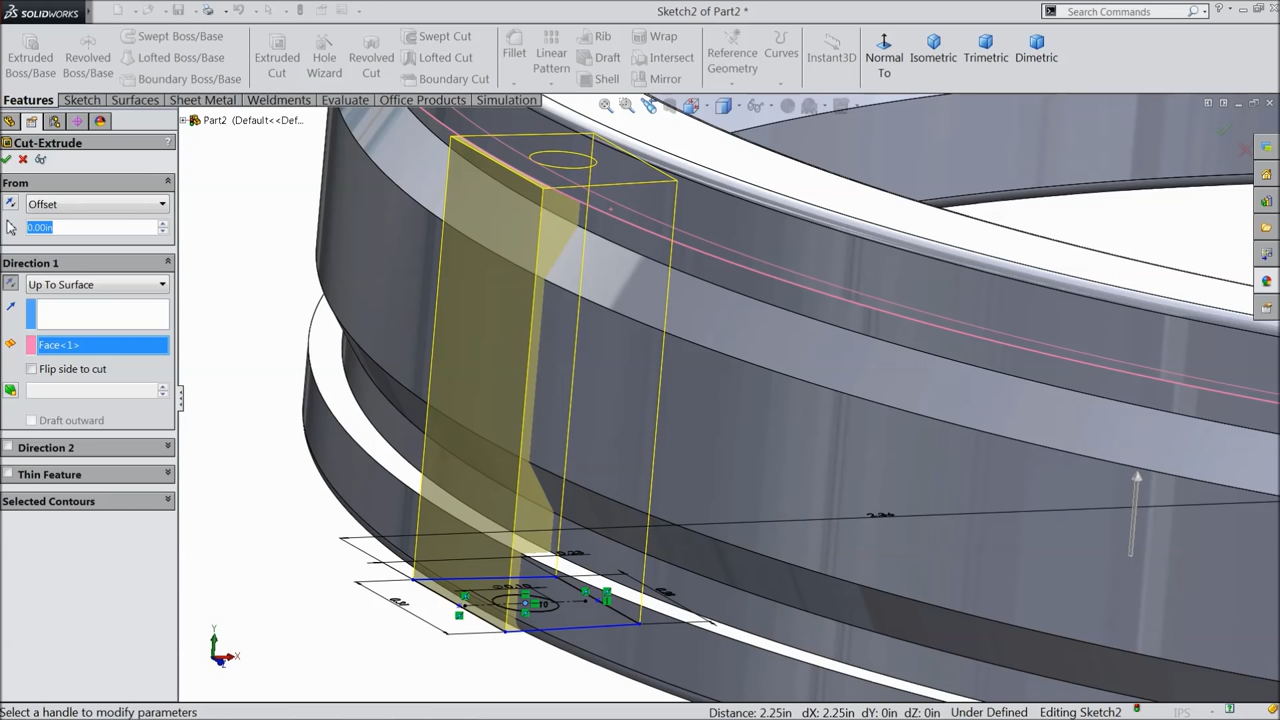 SOLIDWORKS
Sketch2 of Part2 *
Search Commands
Extruded Boss/Base
Revolved Boss/Base
Swept Boss/Base
Lofted Boss/Base
Boundary Boss/Base
Extruded Cut
Hole Wizard
Revolved Cut
Swept Cut
Lofted Cut
Boundary Cut
Fillet
Linear Pattern
Rib
Draft
Shell
Wrap
Intersect
Mirror
Reference Geometry
Curves
Instant3D
Normal To
Isometric
Trimetric
Dimetric
Features Sketch Surfaces Sheet Metal Weldments Evaluate Office Products Simulation
Part2 (Default<<Def...
Cut-Extrude
?
From
Offset
0.00in
Direction 1
Up To Surface
Face<1>
Flip side to cut
Draft outward
Direction 2
Thin Feature
Selected Contours
Y
X
Select a handle to modify parameters
Distance: 2.25in dX: 2.25in dY: 0in dZ: 0in Under Defined Editing Sketch2 IPS